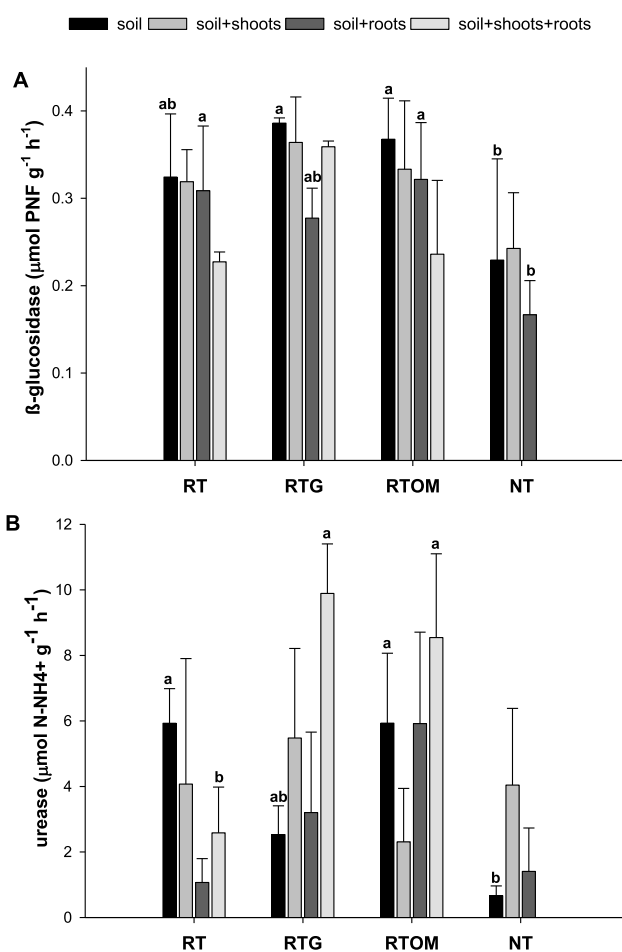 soil soil+shoots soil+roots soil+shoots+roots
A
ß-glucosidase (µmol PNF g-1 h-1)
0.4
0.3
0.2
0.1
0.0
ab a a ab a a b b
RT RTG RTOM NT
B
urease (µmol N-NH4+ g-1 h-1)
12
10
8
6
4
2
0
a b ab a a a b
RT RTG RTOM NT